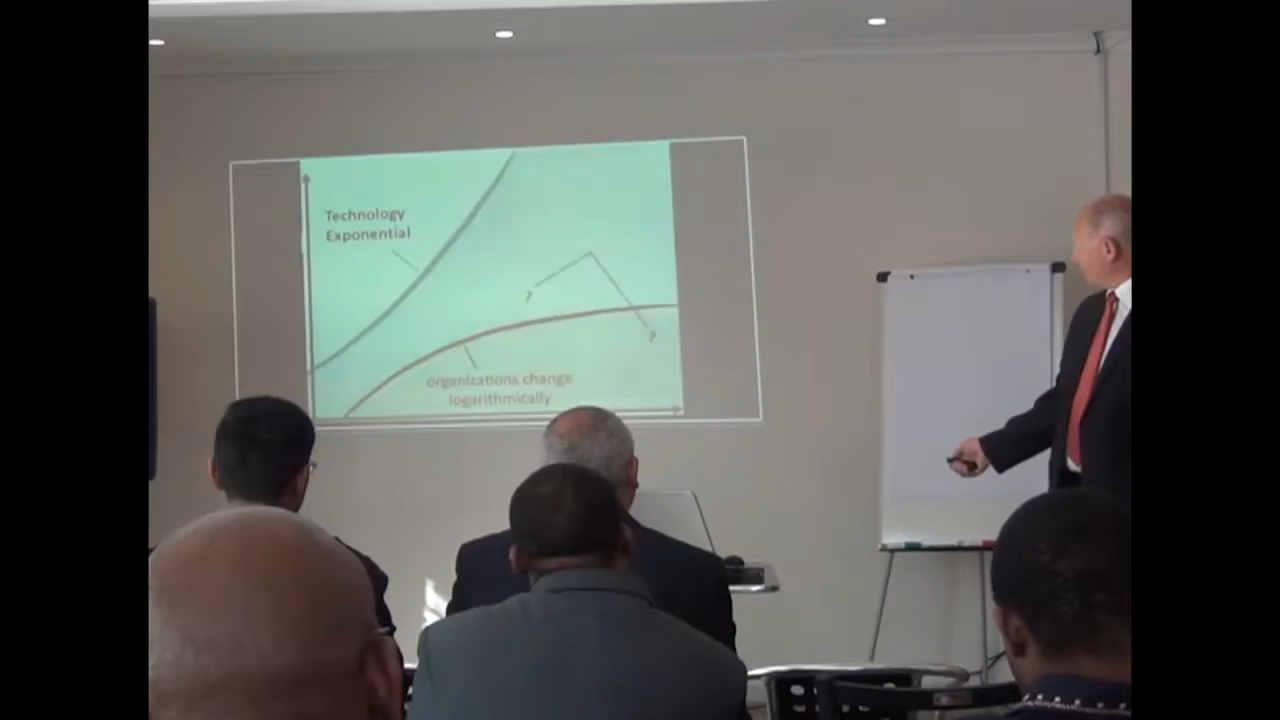 Technology
Exponential
?
?
organizations change
logarithmically